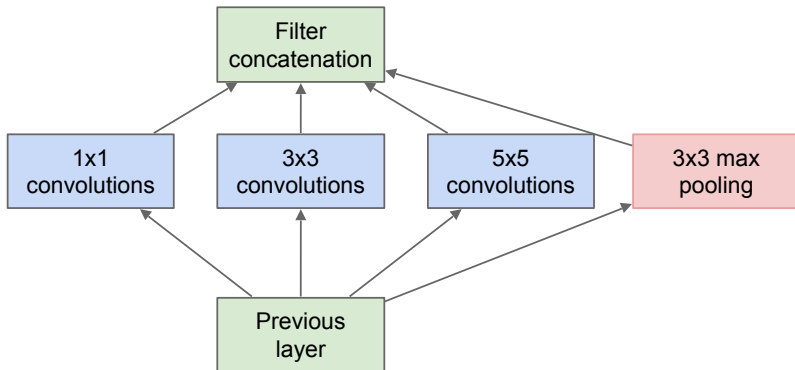 Filter
concatenation
1x1
convolutions
3x3
convolutions
5x5
convolutions
3x3 max
pooling
Previous
layer